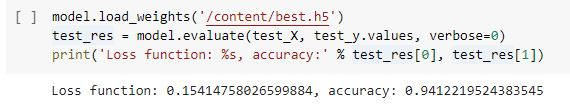 [ ] model.load_weights('/content/best.h5')
test_res = model.evaluate(test_X, test_y.values, verbose=0)
print('Loss function: %s, accuracy:' % test_res[0], test_res[1])
Loss function: 0.15414758026599884, accuracy: 0.9412219524383545